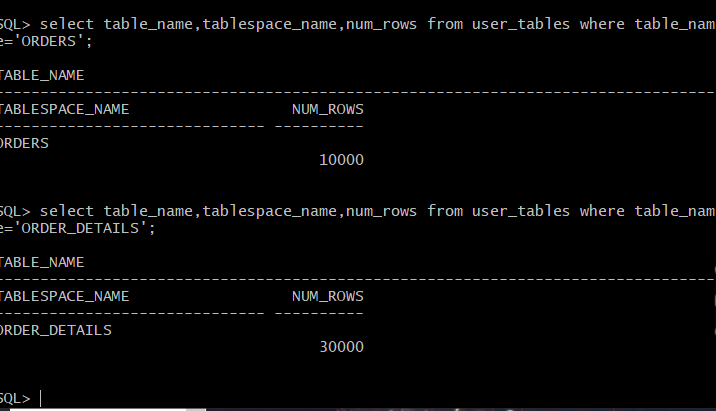 SQL> select table_name,tablespace_name,num_rows from user_tables where table_nam
e='ORDERS';
TABLE_NAME
--------------------------------------------------------------------------------
TABLESPACE_NAME                NUM_ROWS
------------------------------ ----------
ORDERS
                                    10000
SQL> select table_name,tablespace_name,num_rows from user_tables where table_nam
e='ORDER_DETAILS';
TABLE_NAME
--------------------------------------------------------------------------------
TABLESPACE_NAME                NUM_ROWS
------------------------------ ----------
ORDER_DETAILS
                                    30000
SQL>